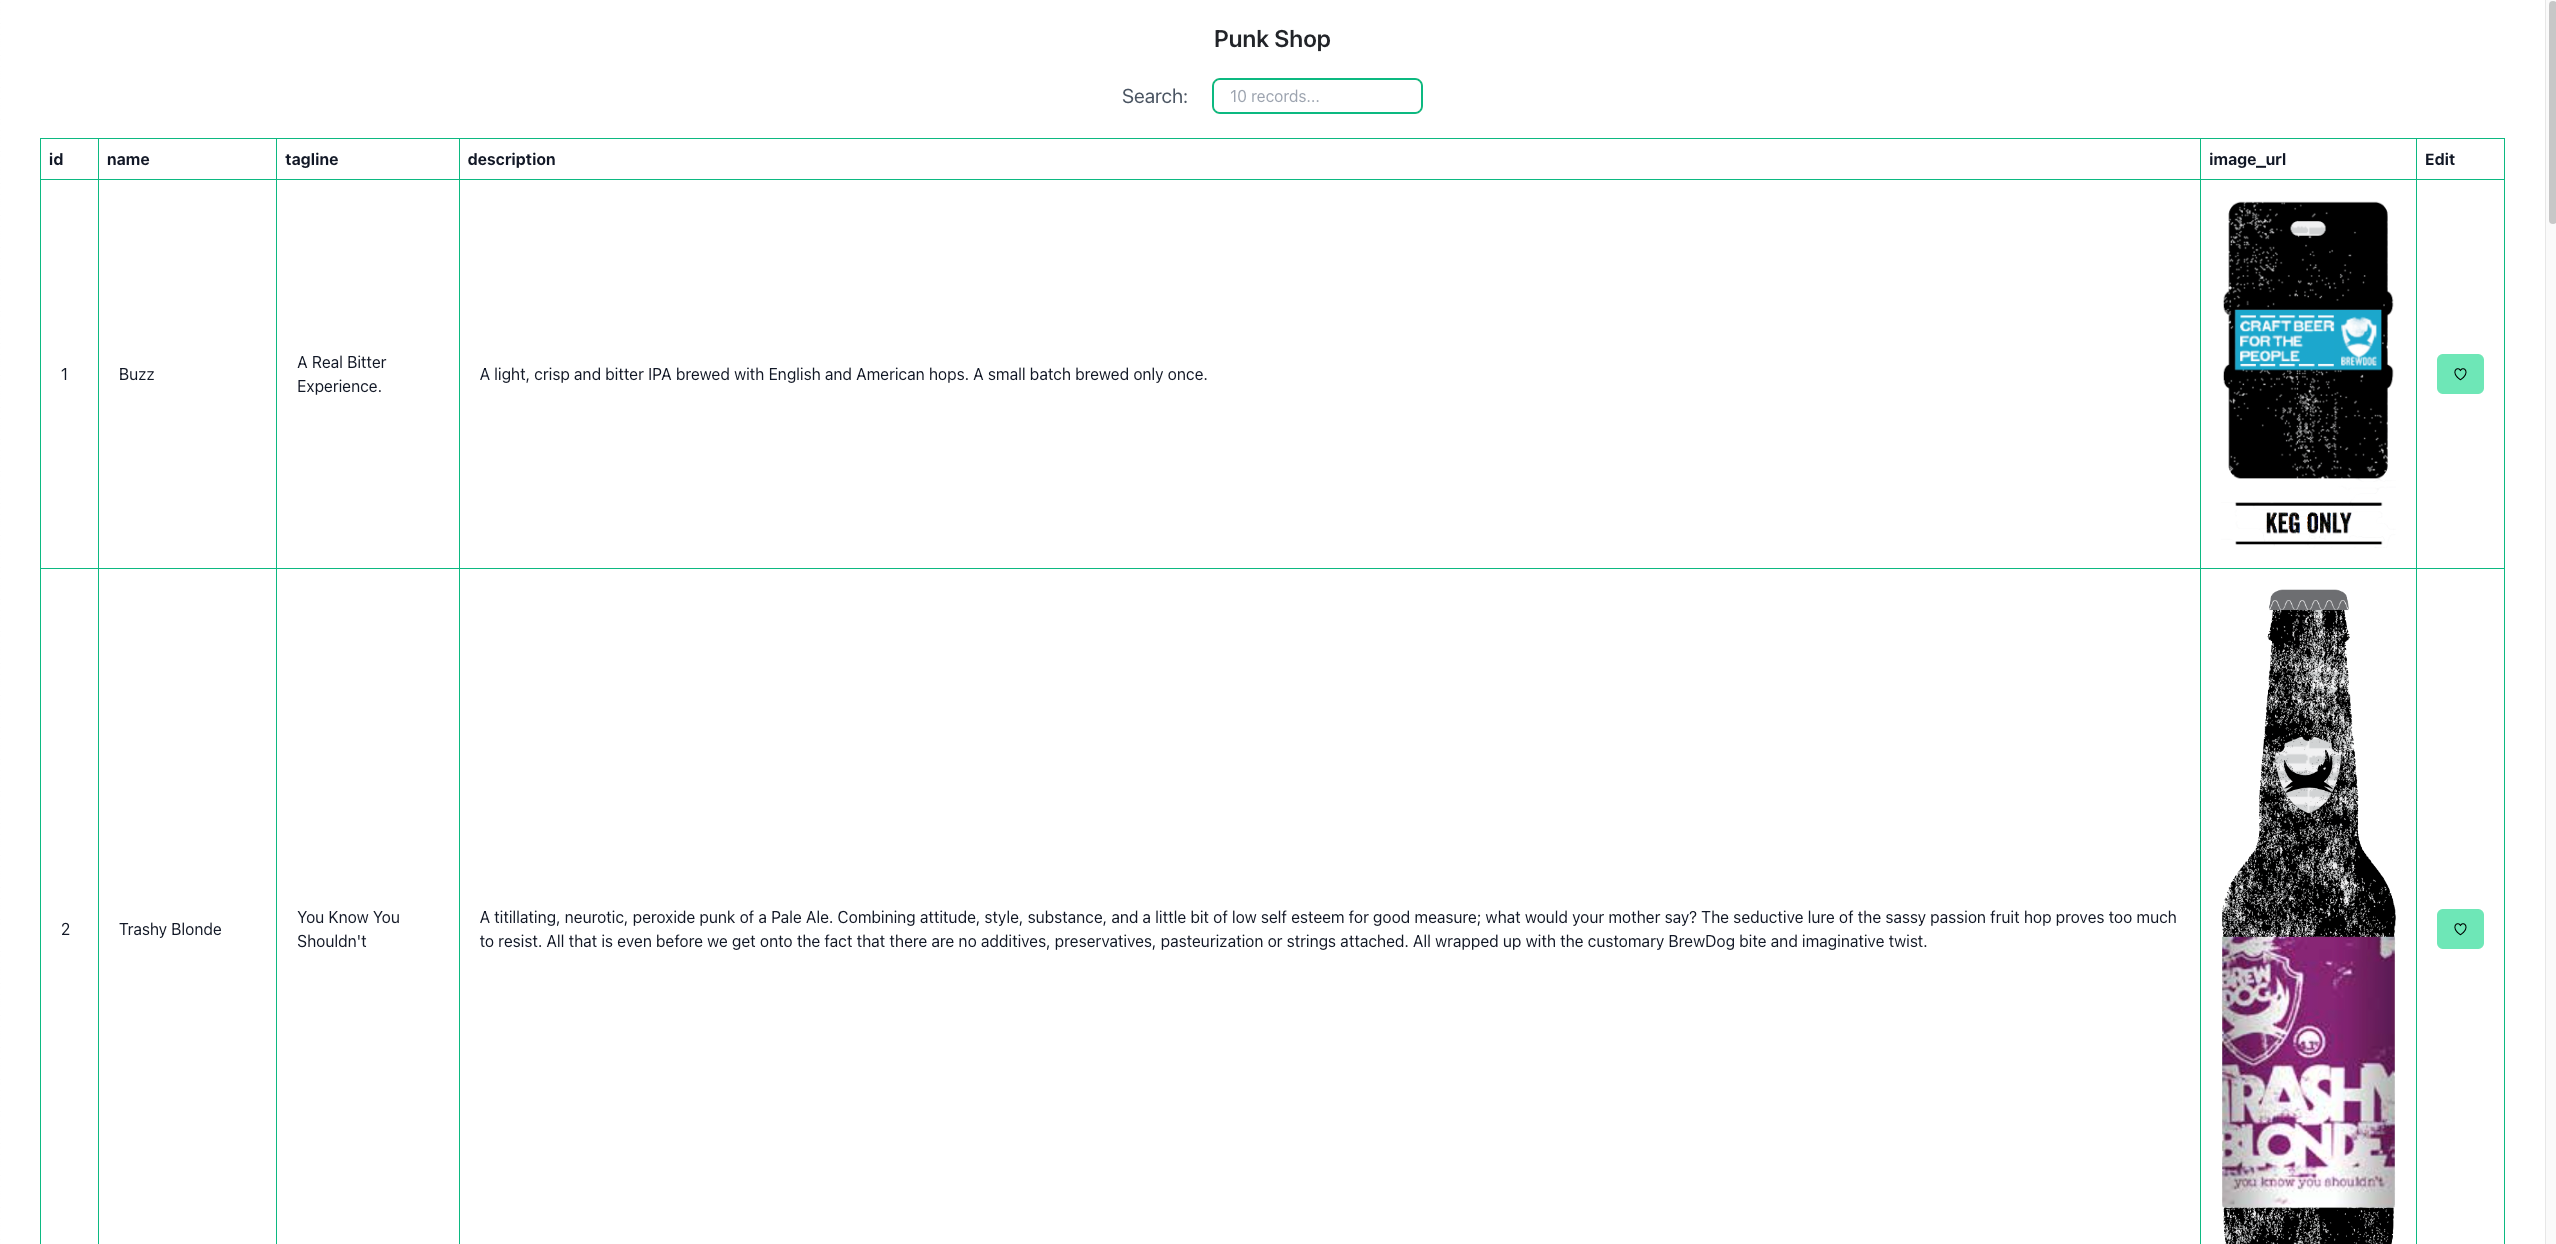 Punk Shop
Search: 10 records...
id name tagline description image_url Edit
CRAFT BEER
FOR THE
PEOPLE
BREWDOG
A Real Bitter
1 Buzz A light, crisp and bitter IPA brewed with English and American hops. A small batch brewed only once.
Experience.
KEG ONLY
You Know You A titillating, neurotic, peroxide punk of a Pale Ale. Combining attitude, style, substance, and a little bit of low self esteem for good measure; what would your mother say? The seductive lure of the sassy passion fruit hop proves too much
2 Trashy Blonde
Shouldn't to resist. All that is even before we get onto the fact that there are no additives, preservatives, pasteurization or strings attached. All wrapped up with the customary BrewDog bite and imaginative twist.
BREW
DOG
TRASHY
BLONDE
you know you shouldn't